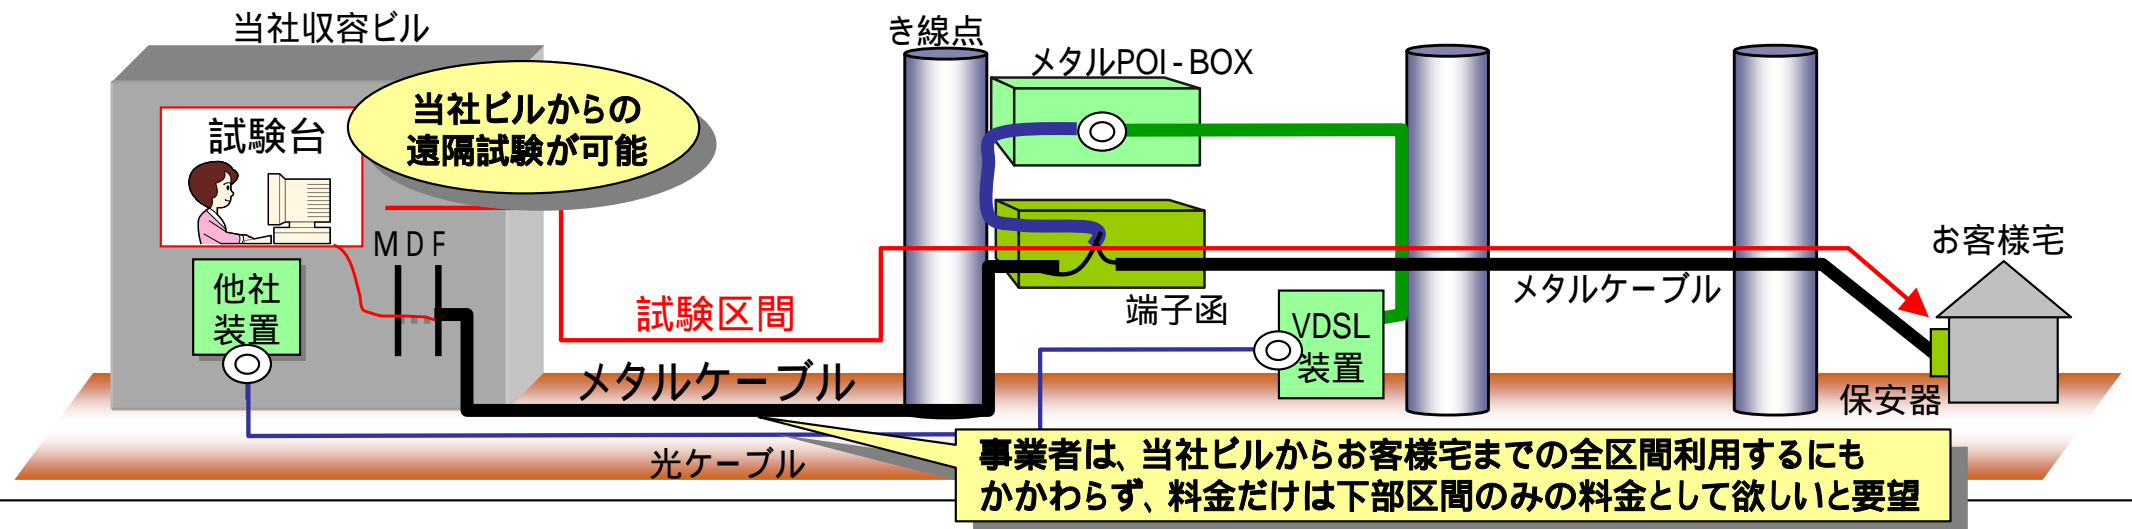 当社収容ビル
き線点
メタルPOI-BOX
当社ビルからの
遠隔試験が可能
試験台
MDF
お客様宅
他社
装置
試験区間
端子函
メタルケーブル
VDSL
装置
メタルケーブル
保安器
光ケーブル
事業者は、当社ビルからお客様宅までの全区間利用するにも
かかわらず、料金だけは下部区間のみの料金として欲しいと要望